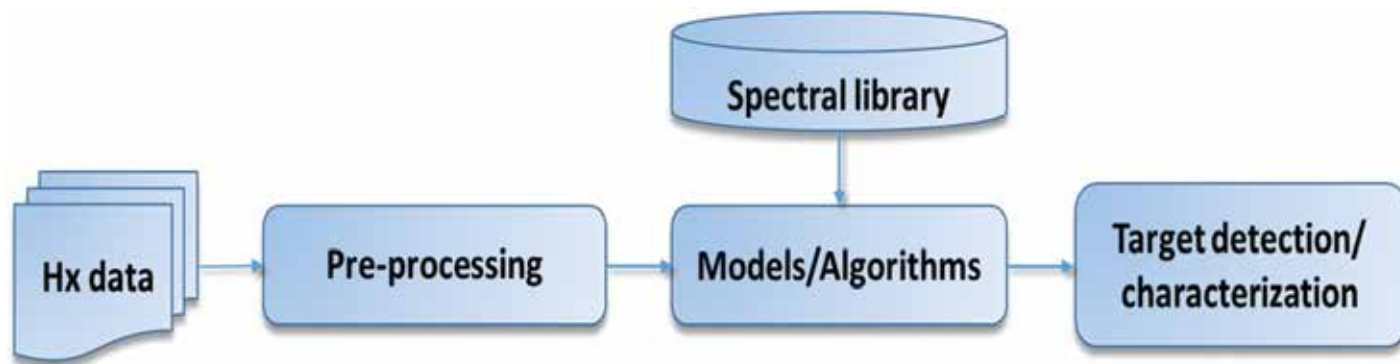 Spectral library
Hx data
Pre-processing
Models/Algorithms
Target detection/
characterization